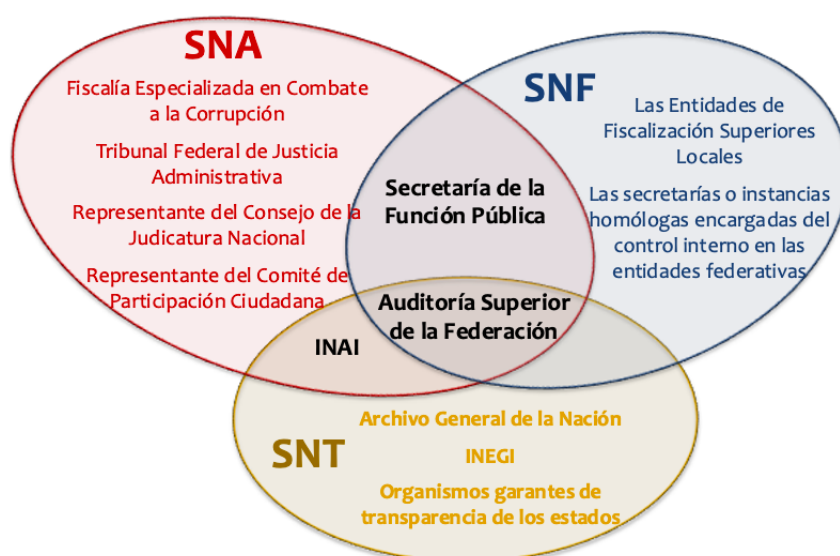 SNA
Fiscalía Especializada en Combate
a la Corrupción
Tribunal Federal de Justicia
Administrativa
Representante del Consejo de la
Judicatura Nacional
Representante del Comité de
Participación Ciudadana
SNF
Las Entidades de
Fiscalización Superiores
Locales
Las secretarías o instancias
homólogas encargadas del
control interno en las
entidades federativas
Secretaría de la
Función Pública
Auditoría Superior
de la Federación
INAI
SNT
Archivo General de la Nación
INEGI
Organismos garantes de
transparencia de los estados